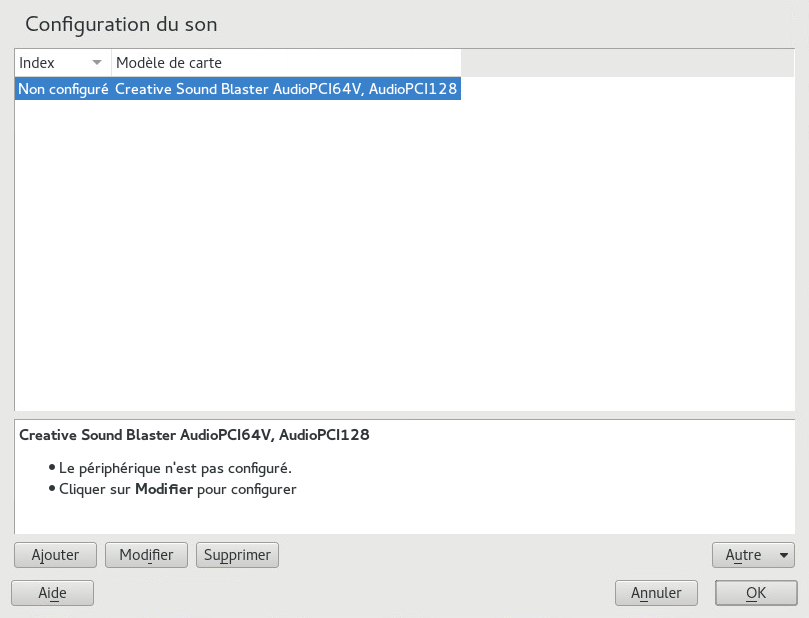 Configuration du son
Index Modèle de carte
Non configuré Creative Sound Blaster AudioPCI64V, AudioPCI128
Creative Sound Blaster AudioPCI64V, AudioPCI128
• Le périphérique n'est pas configuré.
• Cliquer sur Modifier pour configurer
Ajouter Modifier Supprimer Autre
Aide Annuler OK